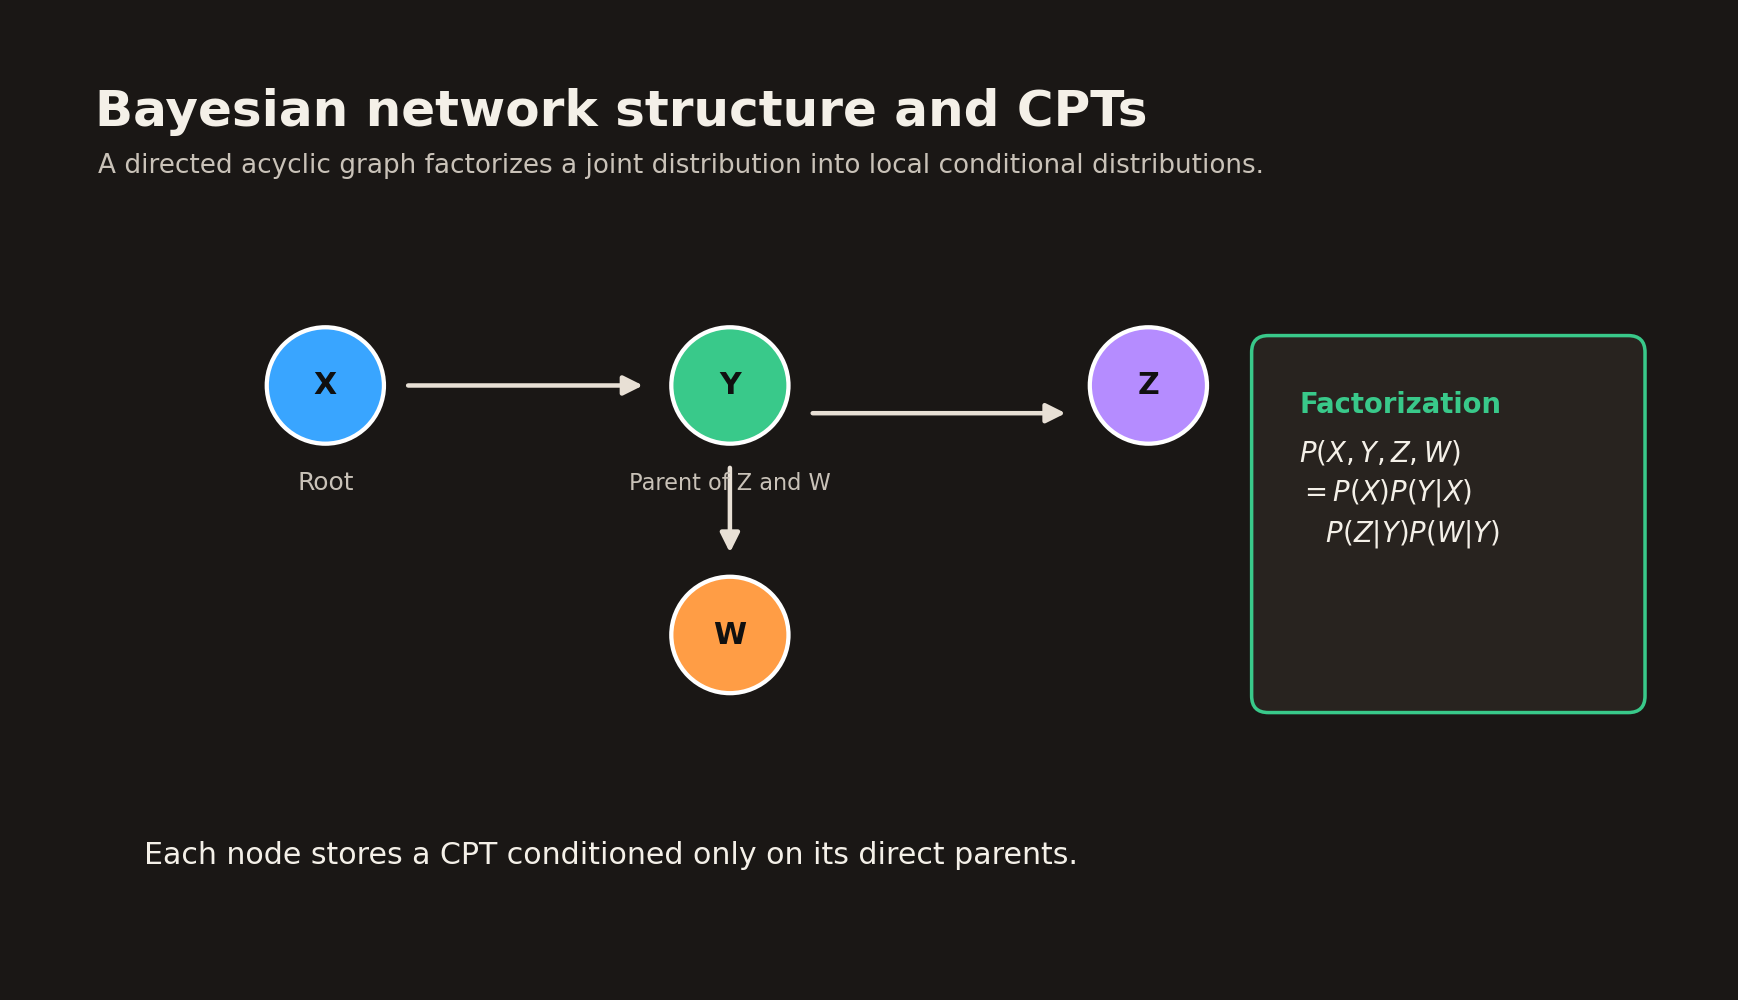 Bayesian network structure and CPTs
A directed acyclic graph factorizes a joint distribution into local conditional distributions.
X
Y
Z
Root
Parent of Z and W
W
Factorization
P(X, Y, Z, W)
= P(X)P(Y|X)
P(Z|Y)P(W|Y)
Each node stores a CPT conditioned only on its direct parents.